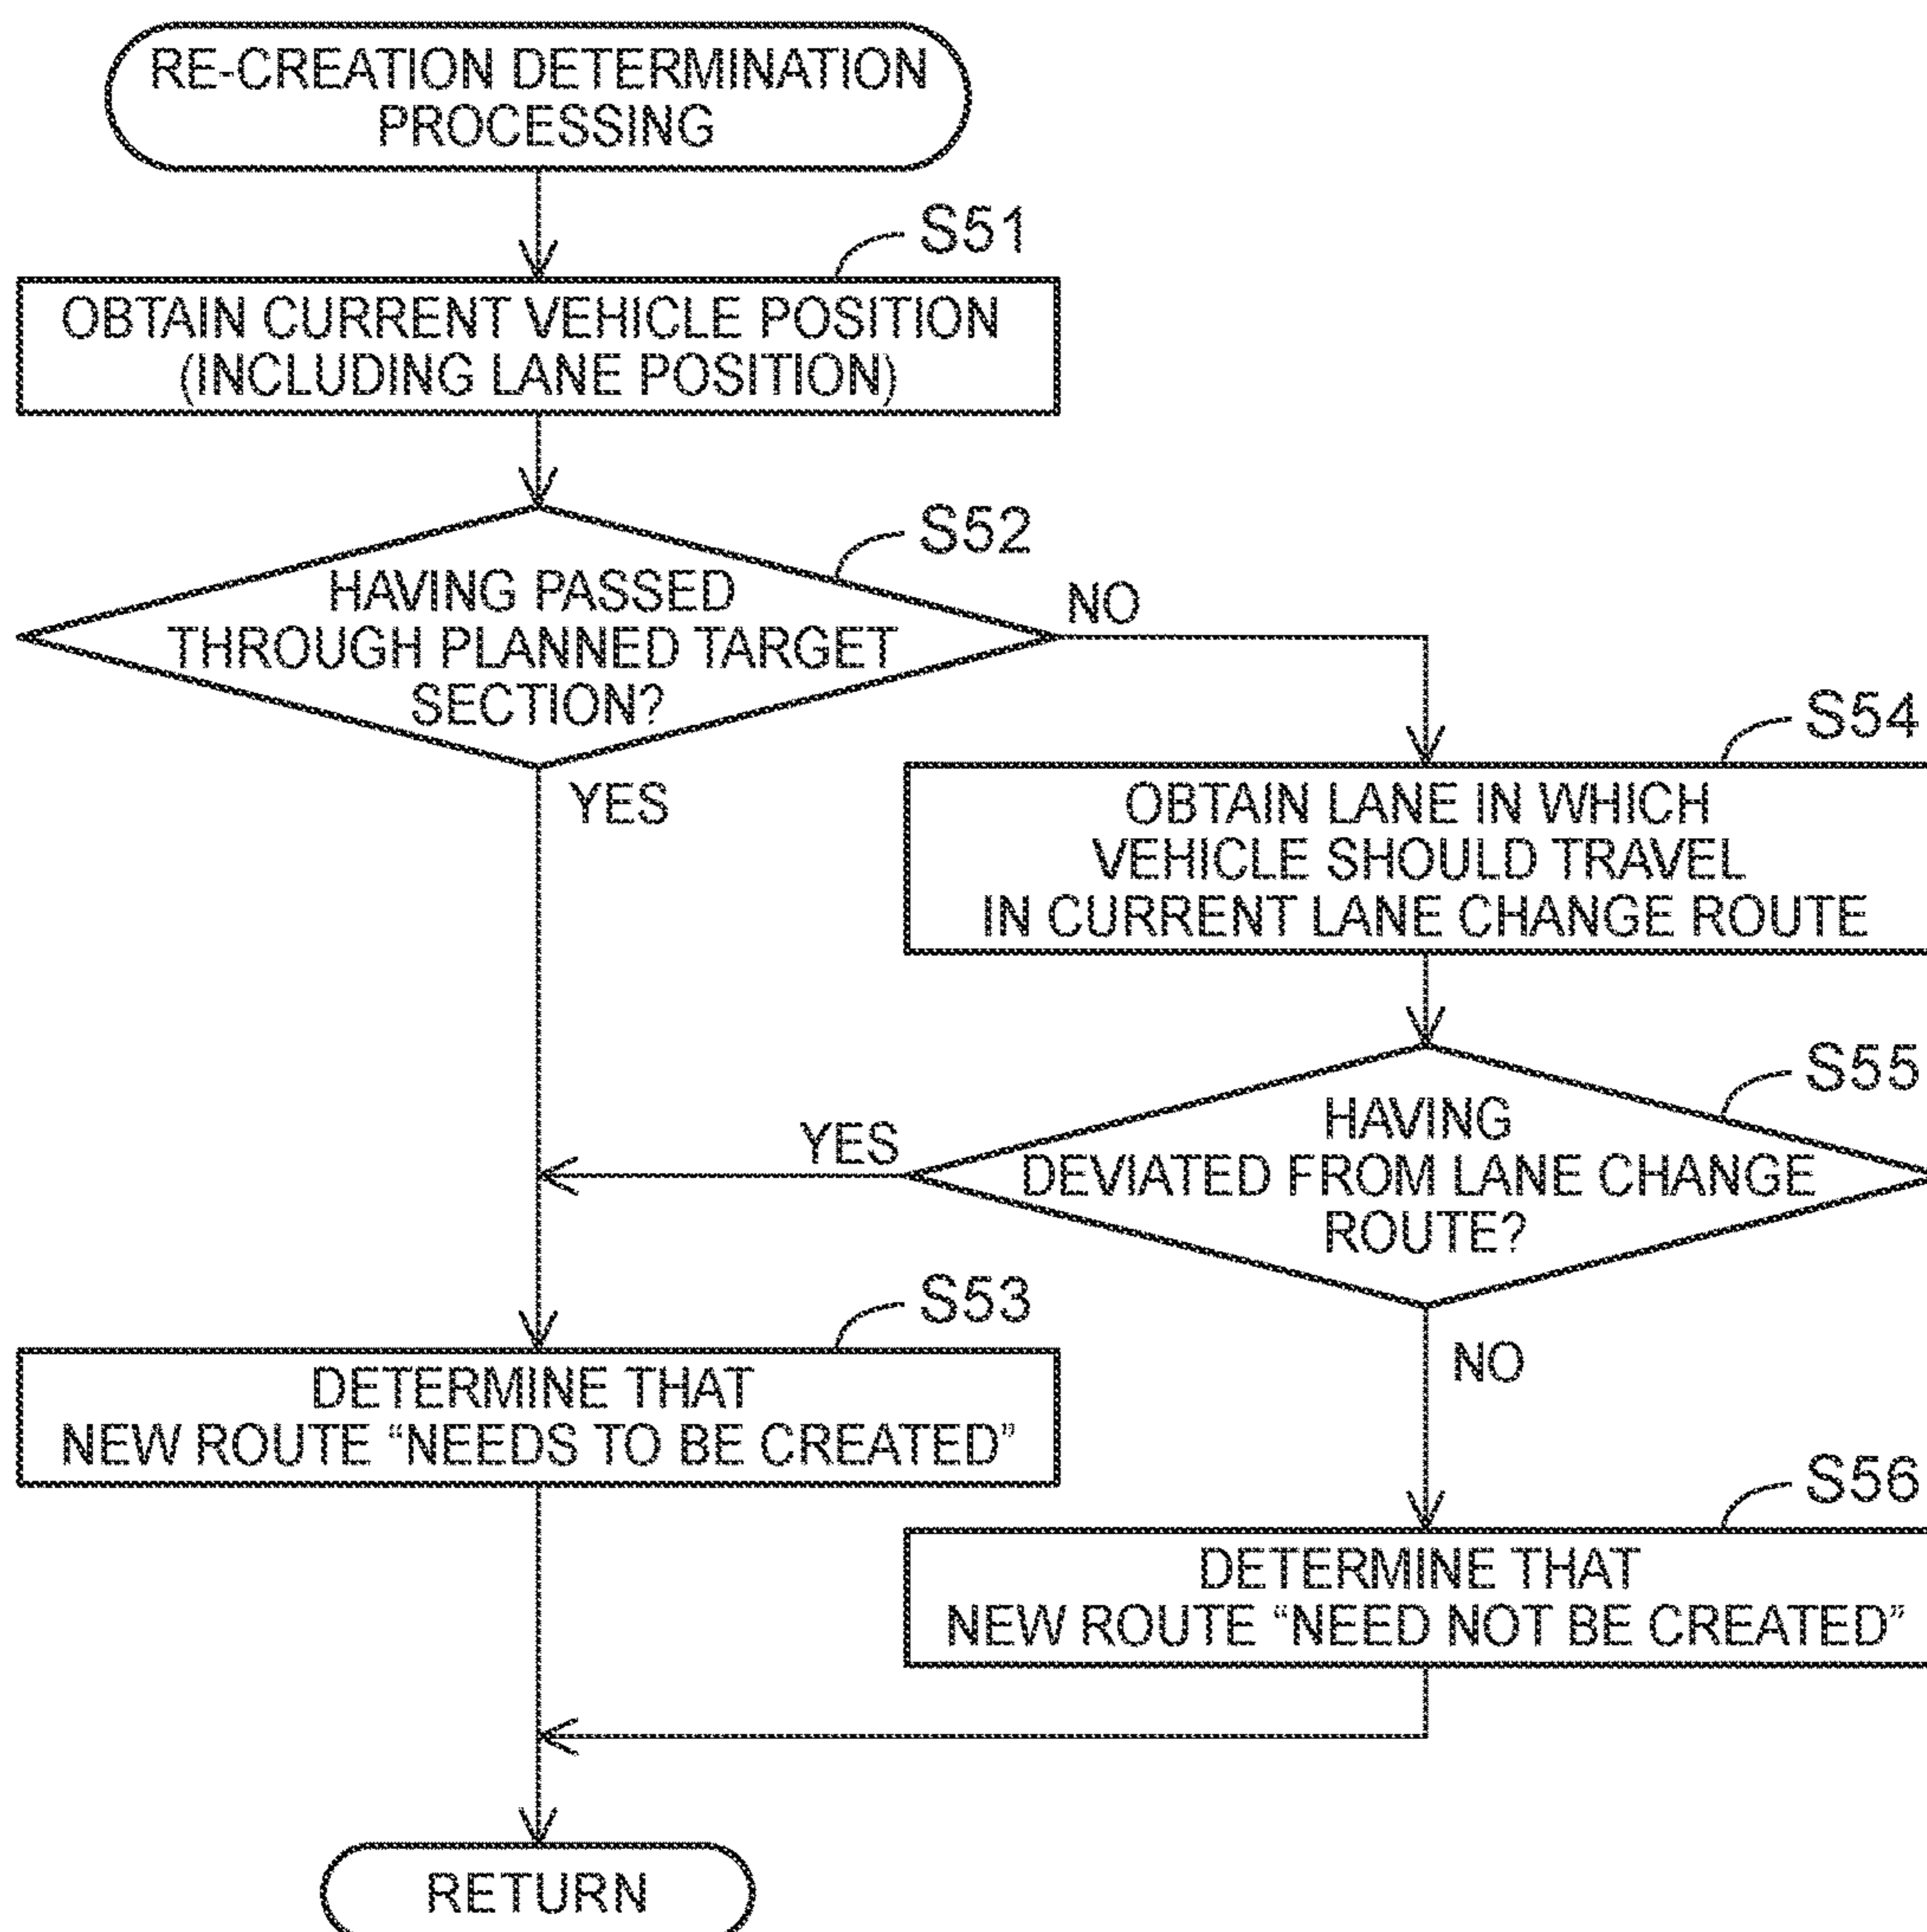 RE-CREATION DETERMINATION
PROCESSING
S51
OBTAIN CURRENT VEHICLE POSITION
(INCLUDING LANE POSITION)
S52
HAVING PASSED
THROUGH PLANNED TARGET
SECTION?
NO
YES
S54
OBTAIN LANE IN WHICH
VEHICLE SHOULD TRAVEL
IN CURRENT LANE CHANGE ROUTE
S55
HAVING
DEVIATED FROM LANE CHANGE
ROUTE?
YES
NO
S53
DETERMINE THAT
NEW ROUTE “NEEDS TO BE CREATED”
S56
DETERMINE THAT
NEW ROUTE “NEED NOT BE CREATED”
RETURN